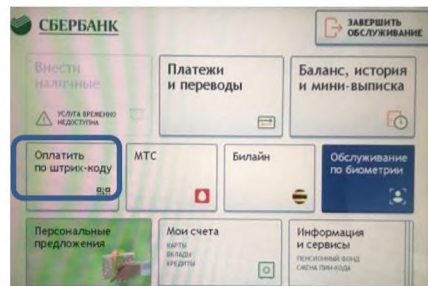 СБЕРБАНК
ЗАВЕРШИТЬ
ОБСЛУЖИВАНИЕ
Внести
наличные
УСЛУГА ВРЕМЕННО
НЕДОСТУПНА
Платежи
и переводы
Баланс, история
и мини-выписка
Оплатить
по штрих-коду
МТС
Билайн
Обслуживание
по биометрии
Персональные
предложения
Мои счета
КАРТЫ
ВКЛАДЫ
КРЕДИТЫ
Информация
и сервисы
ПЕНСИОННЫЙ ФОНД
СМЕНА ПИН-КОДА